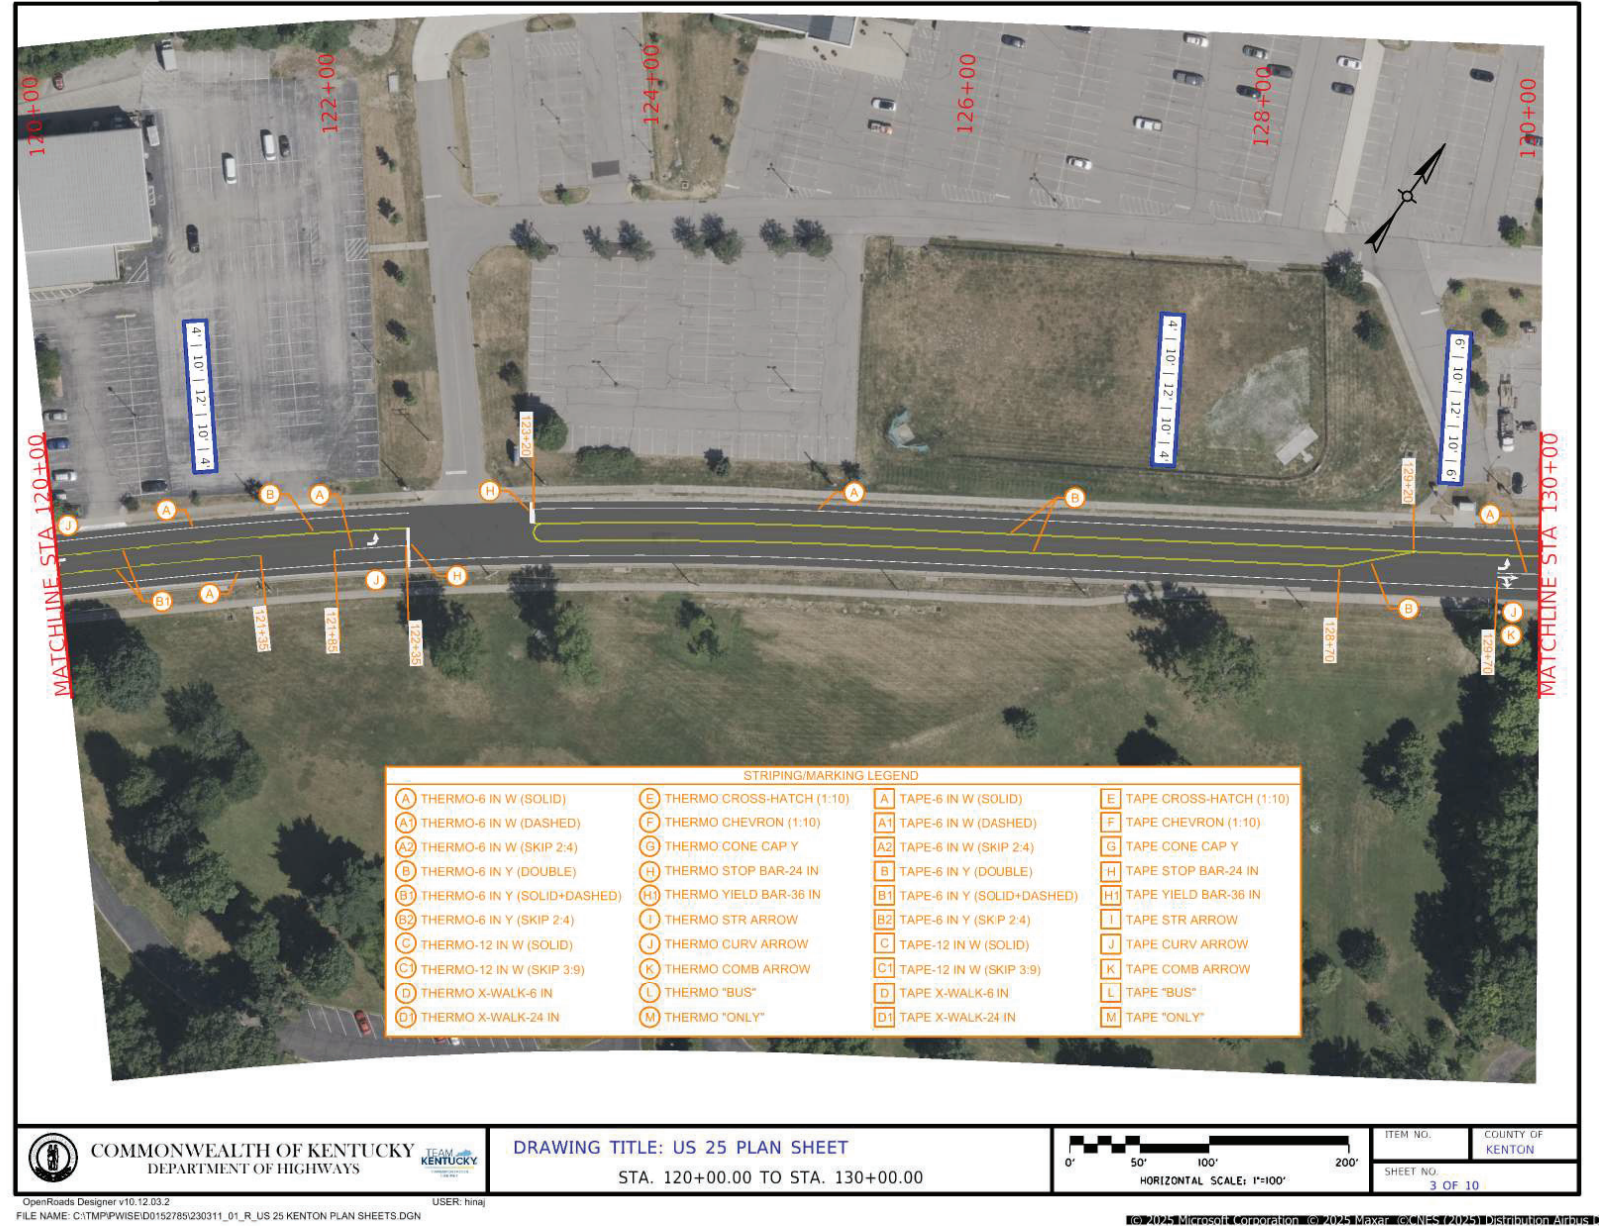 120+00
122+00
124+00
126+00
128+00
120+00
4' | 10' | 12' | 10' | 4'
4' | 10' | 12' | 10' | 4'
6' | 10' | 12' | 10' | 6'
MATCHLINE STA 120+00
MATCHLINE STA 130+00
J
A
B
A
H
123+20
A
B
129+20
A
B1
A
121+35
121+85
J
122+35
H
128+70
B
129+70
J
K
STRIPING/MARKING LEGEND
A THERMO-6 IN W (SOLID)
A1 THERMO-6 IN W (DASHED)
A2 THERMO-6 IN W (SKIP 2:4)
B THERMO-6 IN Y (DOUBLE)
B1 THERMO-6 IN Y (SOLID+DASHED)
B2 THERMO-6 IN Y (SKIP 2:4)
C THERMO-12 IN W (SOLID)
C1 THERMO-12 IN W (SKIP 3:9)
D THERMO X-WALK-6 IN
D1 THERMO X-WALK-24 IN
E THERMO CROSS-HATCH (1:10)
F THERMO CHEVRON (1:10)
G THERMO CONE CAP Y
H THERMO STOP BAR-24 IN
H1 THERMO YIELD BAR-36 IN
I THERMO STR ARROW
J THERMO CURV ARROW
K THERMO COMB ARROW
L THERMO "BUS"
M THERMO "ONLY"
A TAPE-6 IN W (SOLID)
A1 TAPE-6 IN W (DASHED)
A2 TAPE-6 IN W (SKIP 2:4)
B TAPE-6 IN Y (DOUBLE)
B1 TAPE-6 IN Y (SOLID+DASHED)
B2 TAPE-6 IN Y (SKIP 2:4)
C TAPE-12 IN W (SOLID)
C1 TAPE-12 IN W (SKIP 3:9)
D TAPE X-WALK-6 IN
D1 TAPE X-WALK-24 IN
E TAPE CROSS-HATCH (1:10)
F TAPE CHEVRON (1:10)
G TAPE CONE CAP Y
H TAPE STOP BAR-24 IN
H1 TAPE YIELD BAR-36 IN
I TAPE STR ARROW
J TAPE CURV ARROW
K TAPE COMB ARROW
L TAPE "BUS"
M TAPE "ONLY"
COMMONWEALTH OF KENTUCKY
DEPARTMENT OF HIGHWAYS
TEAM
KENTUCKY
DRAWING TITLE: US 25 PLAN SHEET
STA. 120+00.00 TO STA. 130+00.00
0' 50' 100' 200'
HORIZONTAL SCALE: 1"=100'
ITEM NO.
COUNTY OF
KENTON
SHEET NO.
3 OF 10
OpenRoads Designer v10.12.03.2
USER: hinaj
FILE NAME: C:\TMP\PWISE\D0152785\230311_01_R_US 25 KENTON PLAN SHEETS.DGN
© 2025 Microsoft Corporation © 2025 Maxar ©CNES (2025) Distribution Airbus D